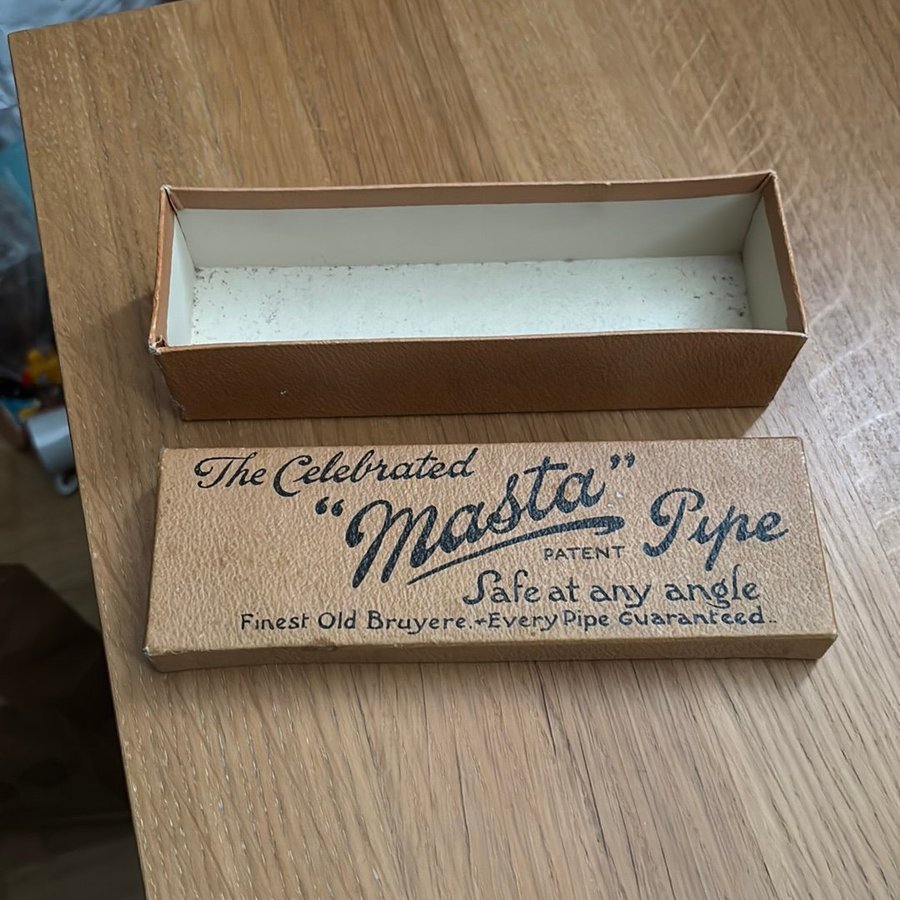 The Celebrated
"Masta" Pipe
PATENT
Safe at any angle
Finest Old Bruyere. Every Pipe Guaranteed..